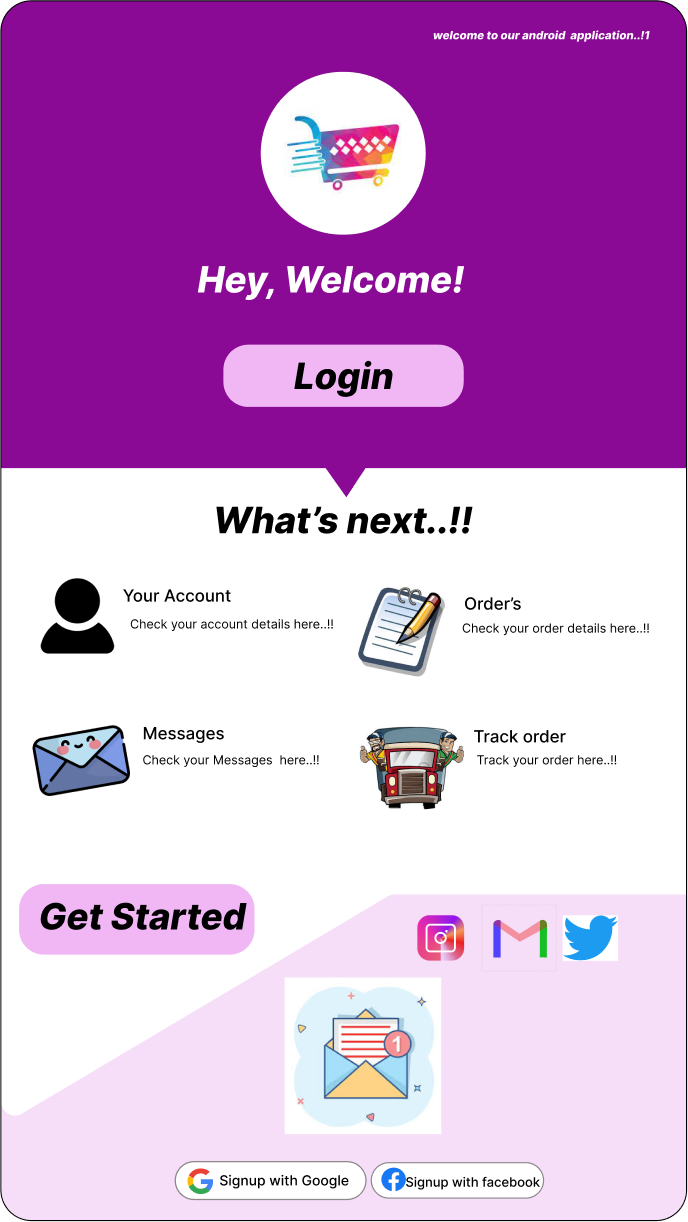 welcome to our android application..!1
Hey, Welcome!
Login
What’s next..!!
Your Account
Check your account details here..!!
Order’s
Check your order details here..!!
Messages
Check your Messages here..!!
Track order
Track your order here..!!
Get Started
1
Signup with Google
Signup with facebook